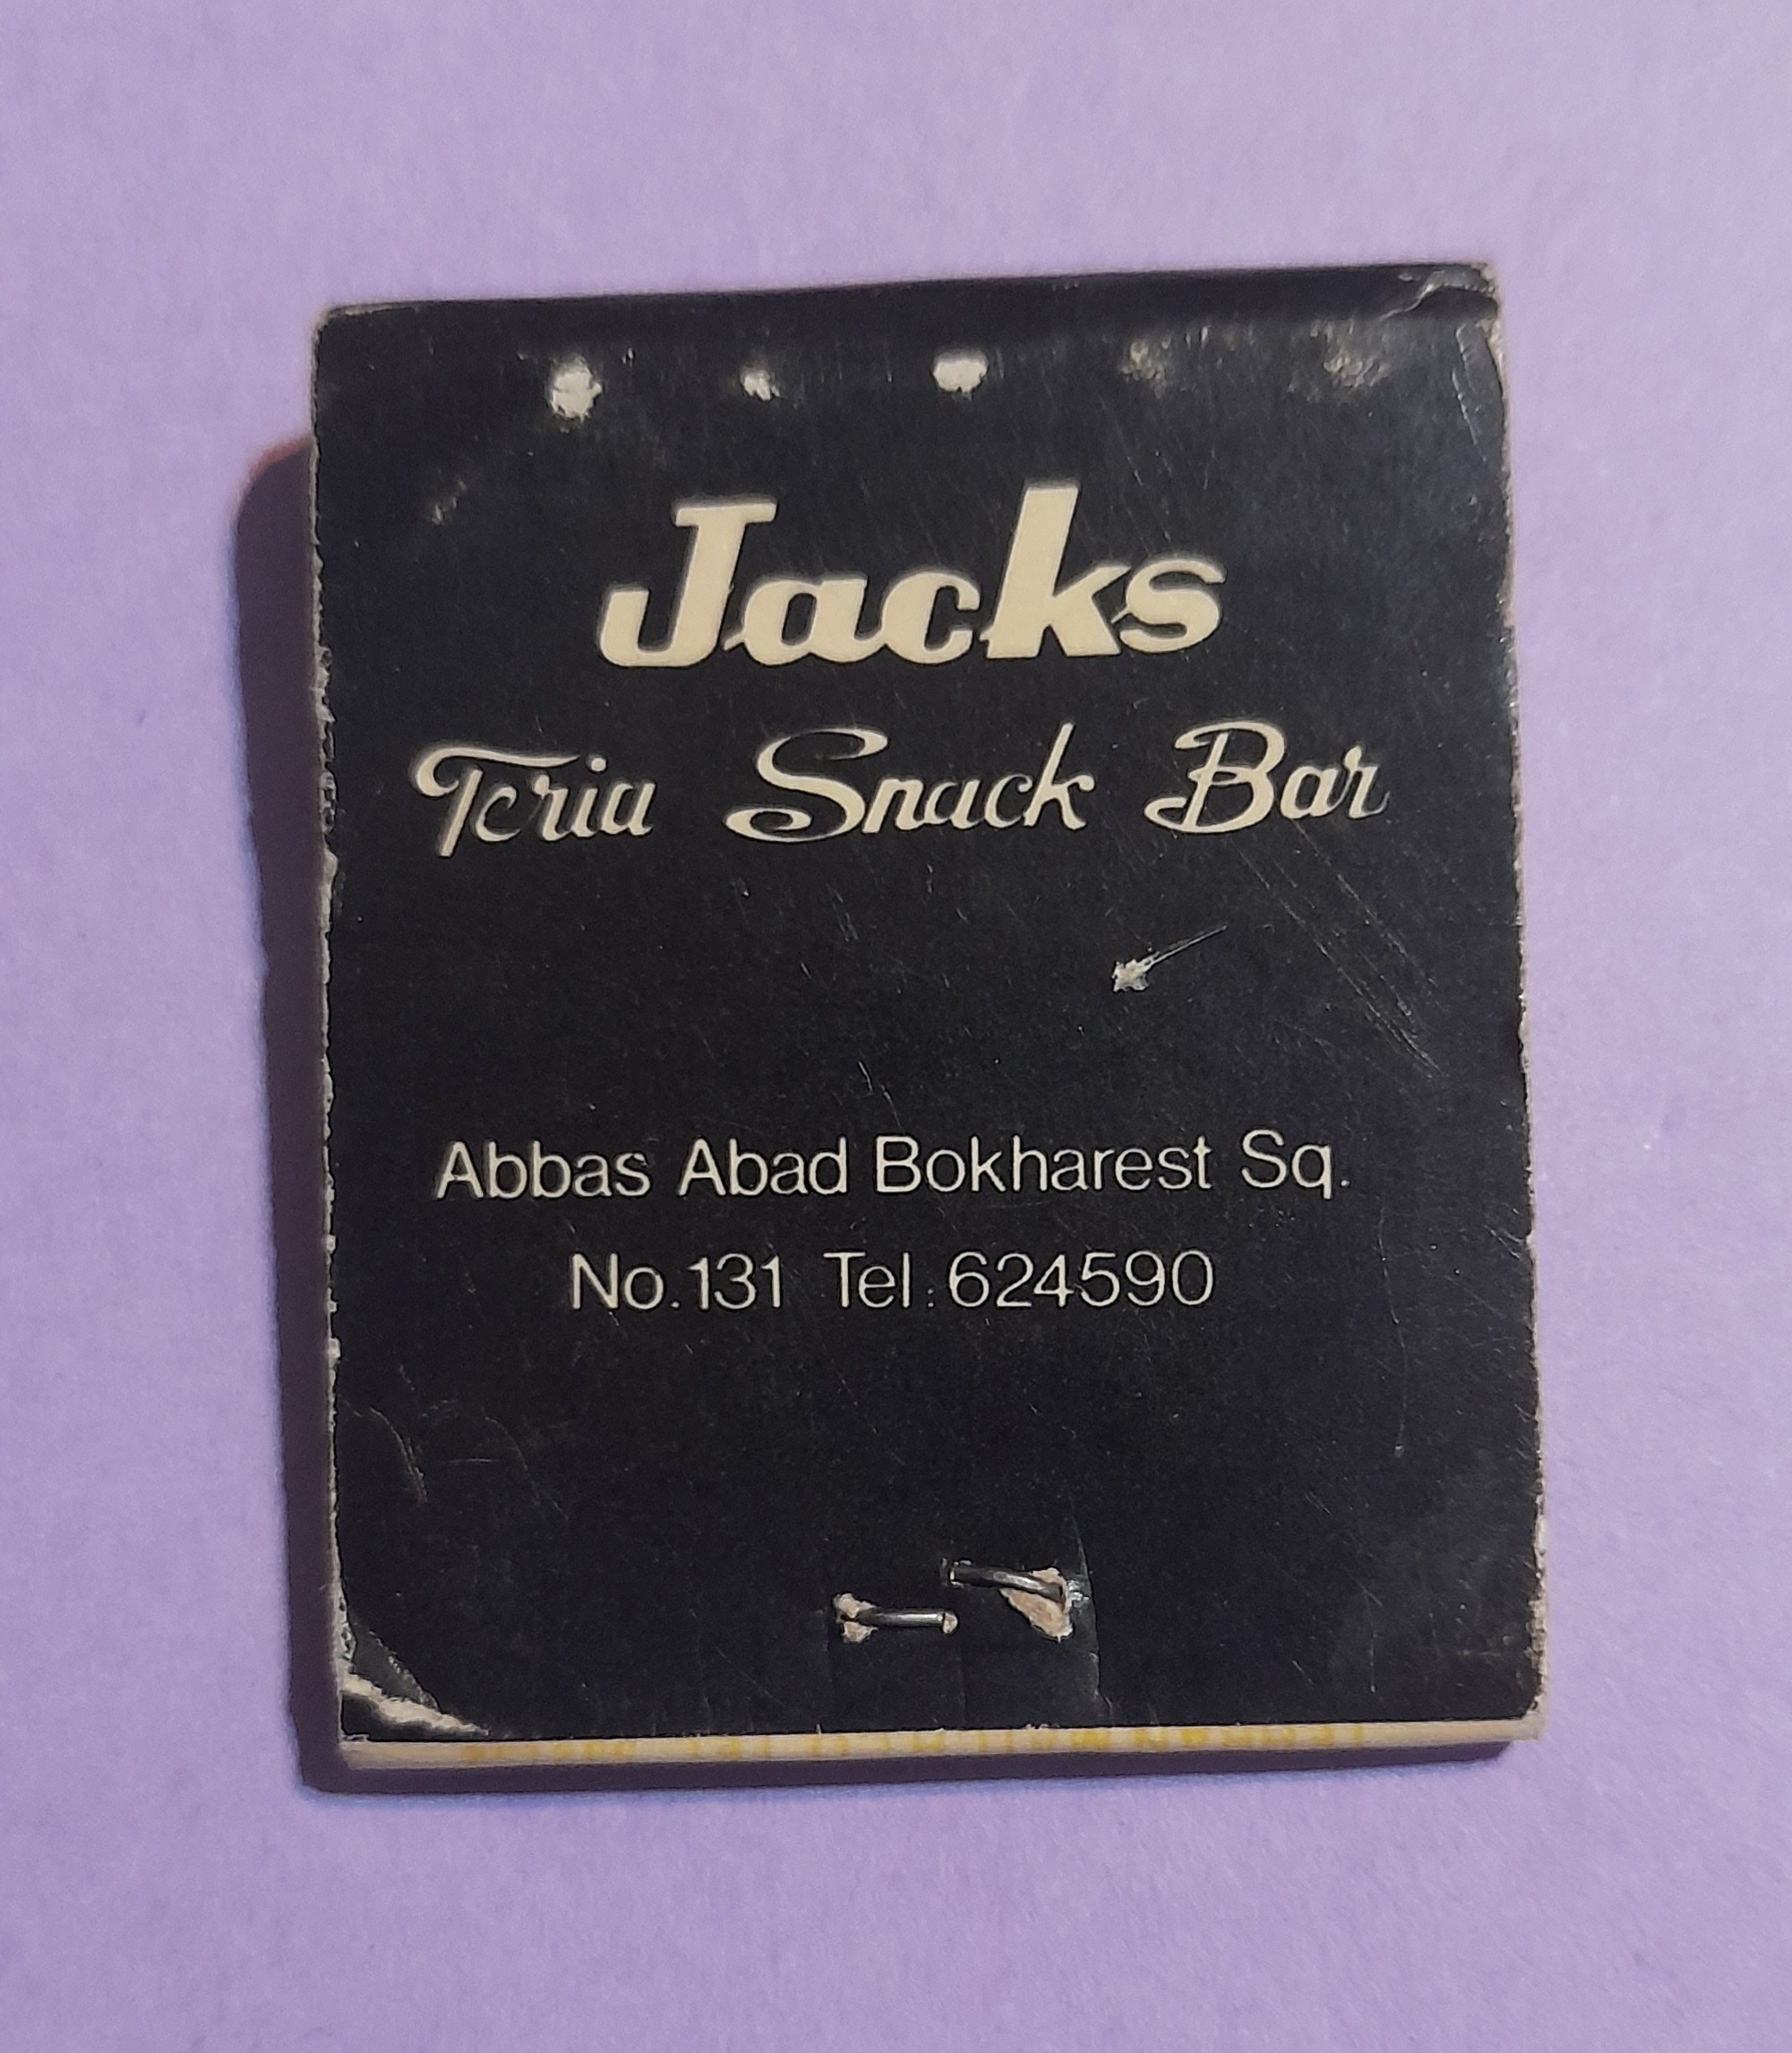 Jacks
Teria Snack Bar
Abbas Abad Bokharest Sq.
No.131 Tel:624590